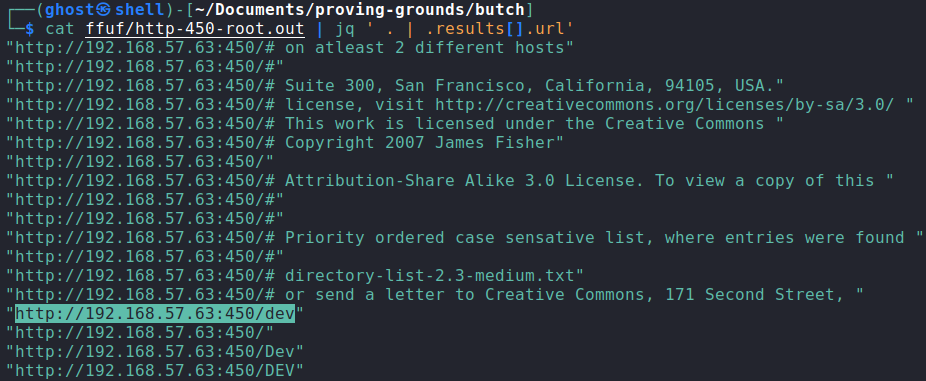 ┌──(ghost㉿shell)-[~/Documents/proving-grounds/butch]
└─$ cat ffuf/http-450-root.out | jq ' . | .results[].url'
"http://192.168.57.63:450/# on atleast 2 different hosts"
"http://192.168.57.63:450/#"
"http://192.168.57.63:450/# Suite 300, San Francisco, California, 94105, USA."
"http://192.168.57.63:450/# license, visit http://creativecommons.org/licenses/by-sa/3.0/ "
"http://192.168.57.63:450/# This work is licensed under the Creative Commons "
"http://192.168.57.63:450/# Copyright 2007 James Fisher"
"http://192.168.57.63:450/"
"http://192.168.57.63:450/# Attribution-Share Alike 3.0 License. To view a copy of this "
"http://192.168.57.63:450/#"
"http://192.168.57.63:450/#"
"http://192.168.57.63:450/# Priority ordered case sensative list, where entries were found "
"http://192.168.57.63:450/#"
"http://192.168.57.63:450/# directory-list-2.3-medium.txt"
"http://192.168.57.63:450/# or send a letter to Creative Commons, 171 Second Street, "
"http://192.168.57.63:450/dev"
"http://192.168.57.63:450/"
"http://192.168.57.63:450/Dev"
"http://192.168.57.63:450/DEV"